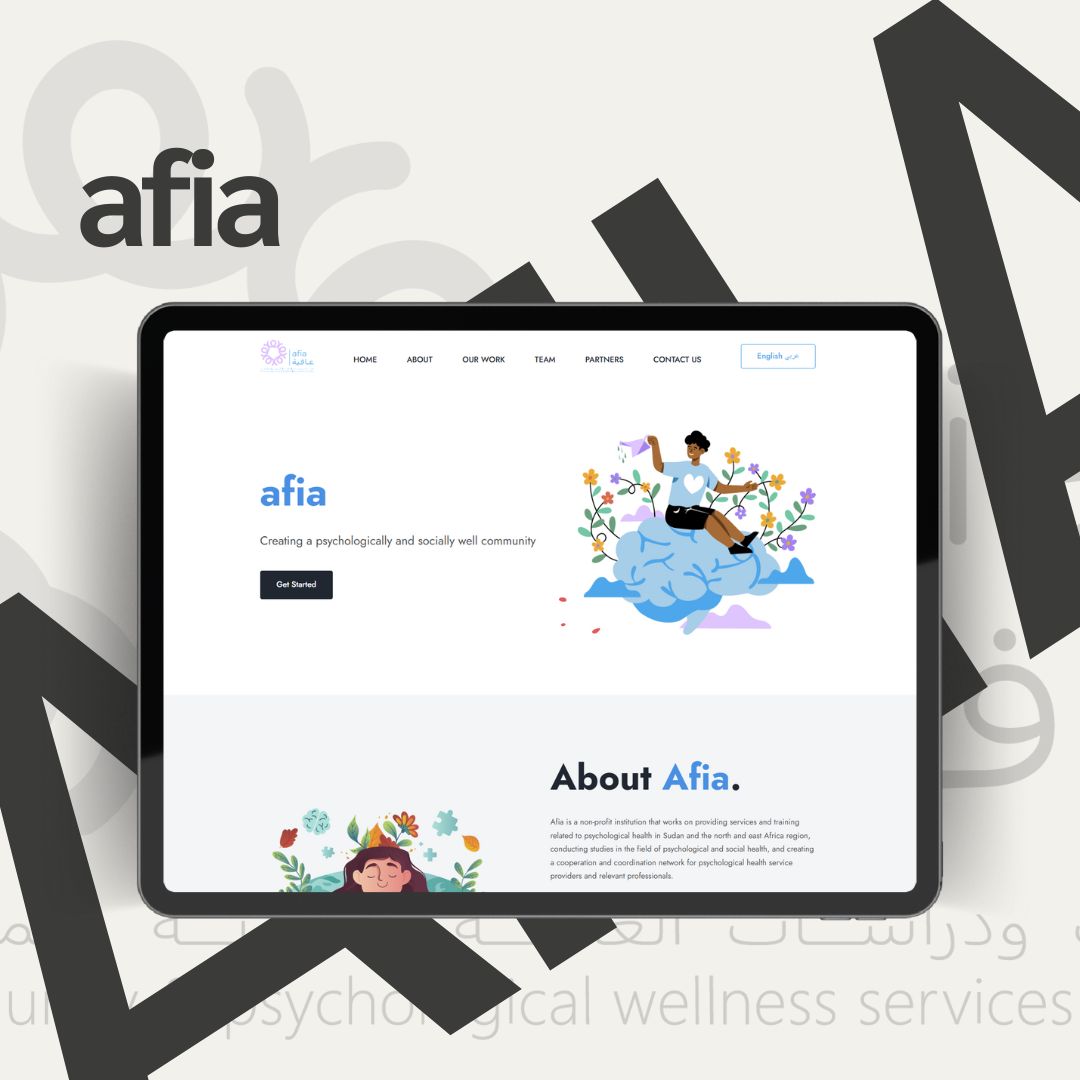 afia
afia
عافية
HOME ABOUT OUR WORK TEAM PARTNERS CONTACT US English عربي
afia
Creating a psychologically and socially well community
Get Started
About Afia.
Afia is a non-profit institution that works on providing services and training
related to psychological health in Sudan and the north and east Africa region,
conducting studies in the field of psychological and social health, and creating
a cooperation and coordination network for psychological health service
providers and relevant professionals.
ودراسات
psychological wellness services